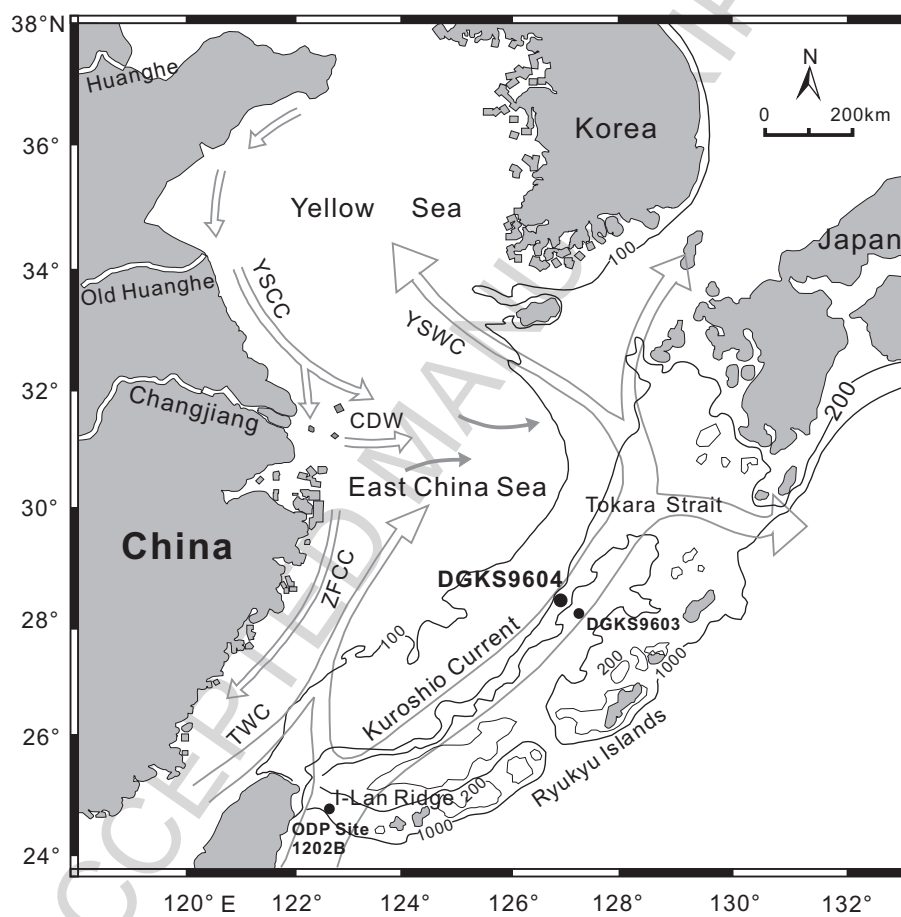 38°N
36°
34°
32°
30°
28°
26°
24°
120° E
122°
124°
126°
128°
130°
132°
N
0 200km
Huanghe
Korea
Yellow Sea
Japan
100
Old Huanghe
YSCC
YSWC
200
Changjiang
CDW
East China Sea
Tokara Strait
China
ZFCC
DGKS9604
DGKS9603
100
Kuroshio Current
200
1000
TWC
Ryukyu Islands
I-Lan Ridge
200
ODP Site
1202B
1000